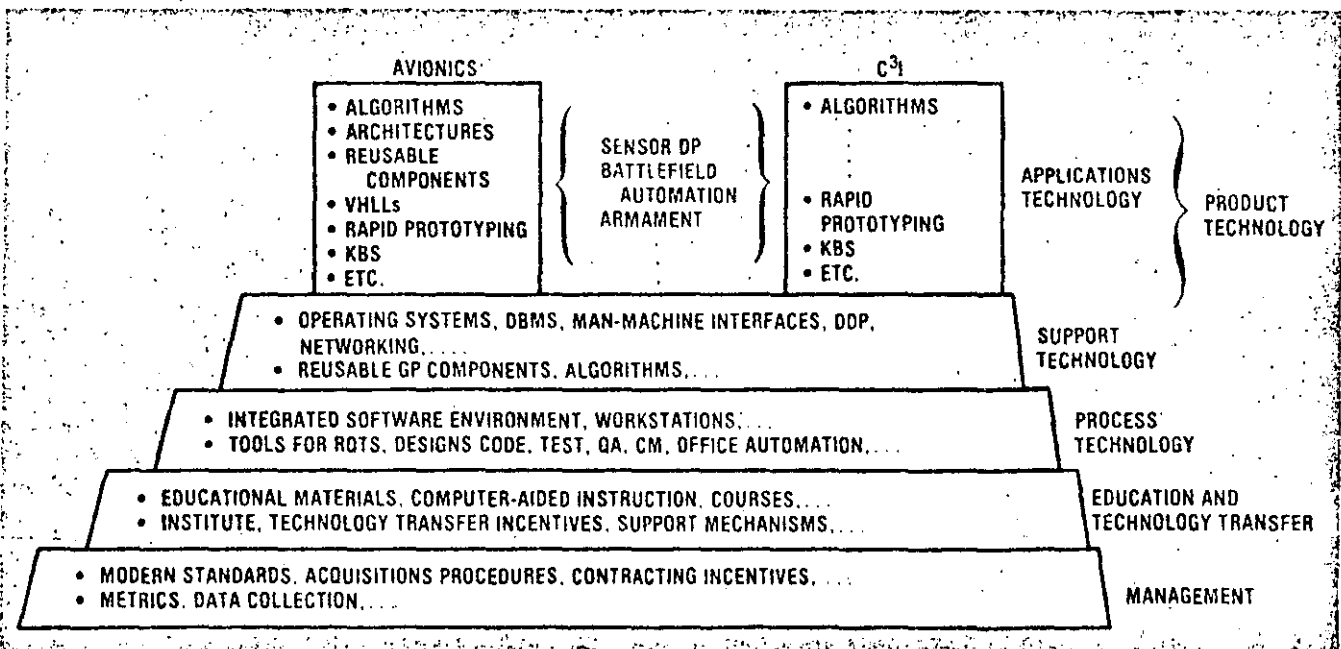 AVIONICS
• ALGORITHMS
• ARCHITECTURES
• REUSABLE
COMPONENTS
• VHLLs
• RAPID PROTOTYPING
• KBS
• ETC.
SENSOR DP
BATTLEFIELD
AUTOMATION
ARMAMENT
C³I
• ALGORITHMS
• RAPID
PROTOTYPING
• KBS
• ETC.
APPLICATIONS
TECHNOLOGY
PRODUCT
TECHNOLOGY
• OPERATING SYSTEMS, DBMS, MAN-MACHINE INTERFACES, DDP,
NETWORKING,....
• REUSABLE GP COMPONENTS, ALGORITHMS,...
SUPPORT
TECHNOLOGY
• INTEGRATED SOFTWARE ENVIRONMENT, WORKSTATIONS,...
• TOOLS FOR RQTS, DESIGNS CODE, TEST, QA, CM, OFFICE AUTOMATION,...
PROCESS
TECHNOLOGY
• EDUCATIONAL MATERIALS, COMPUTER-AIDED INSTRUCTION, COURSES,...
• INSTITUTE, TECHNOLOGY TRANSFER INCENTIVES, SUPPORT MECHANISMS,...
EDUCATION AND
TECHNOLOGY TRANSFER
• MODERN STANDARDS, ACQUISITIONS PROCEDURES, CONTRACTING INCENTIVES,...
• METRICS, DATA COLLECTION,....
MANAGEMENT